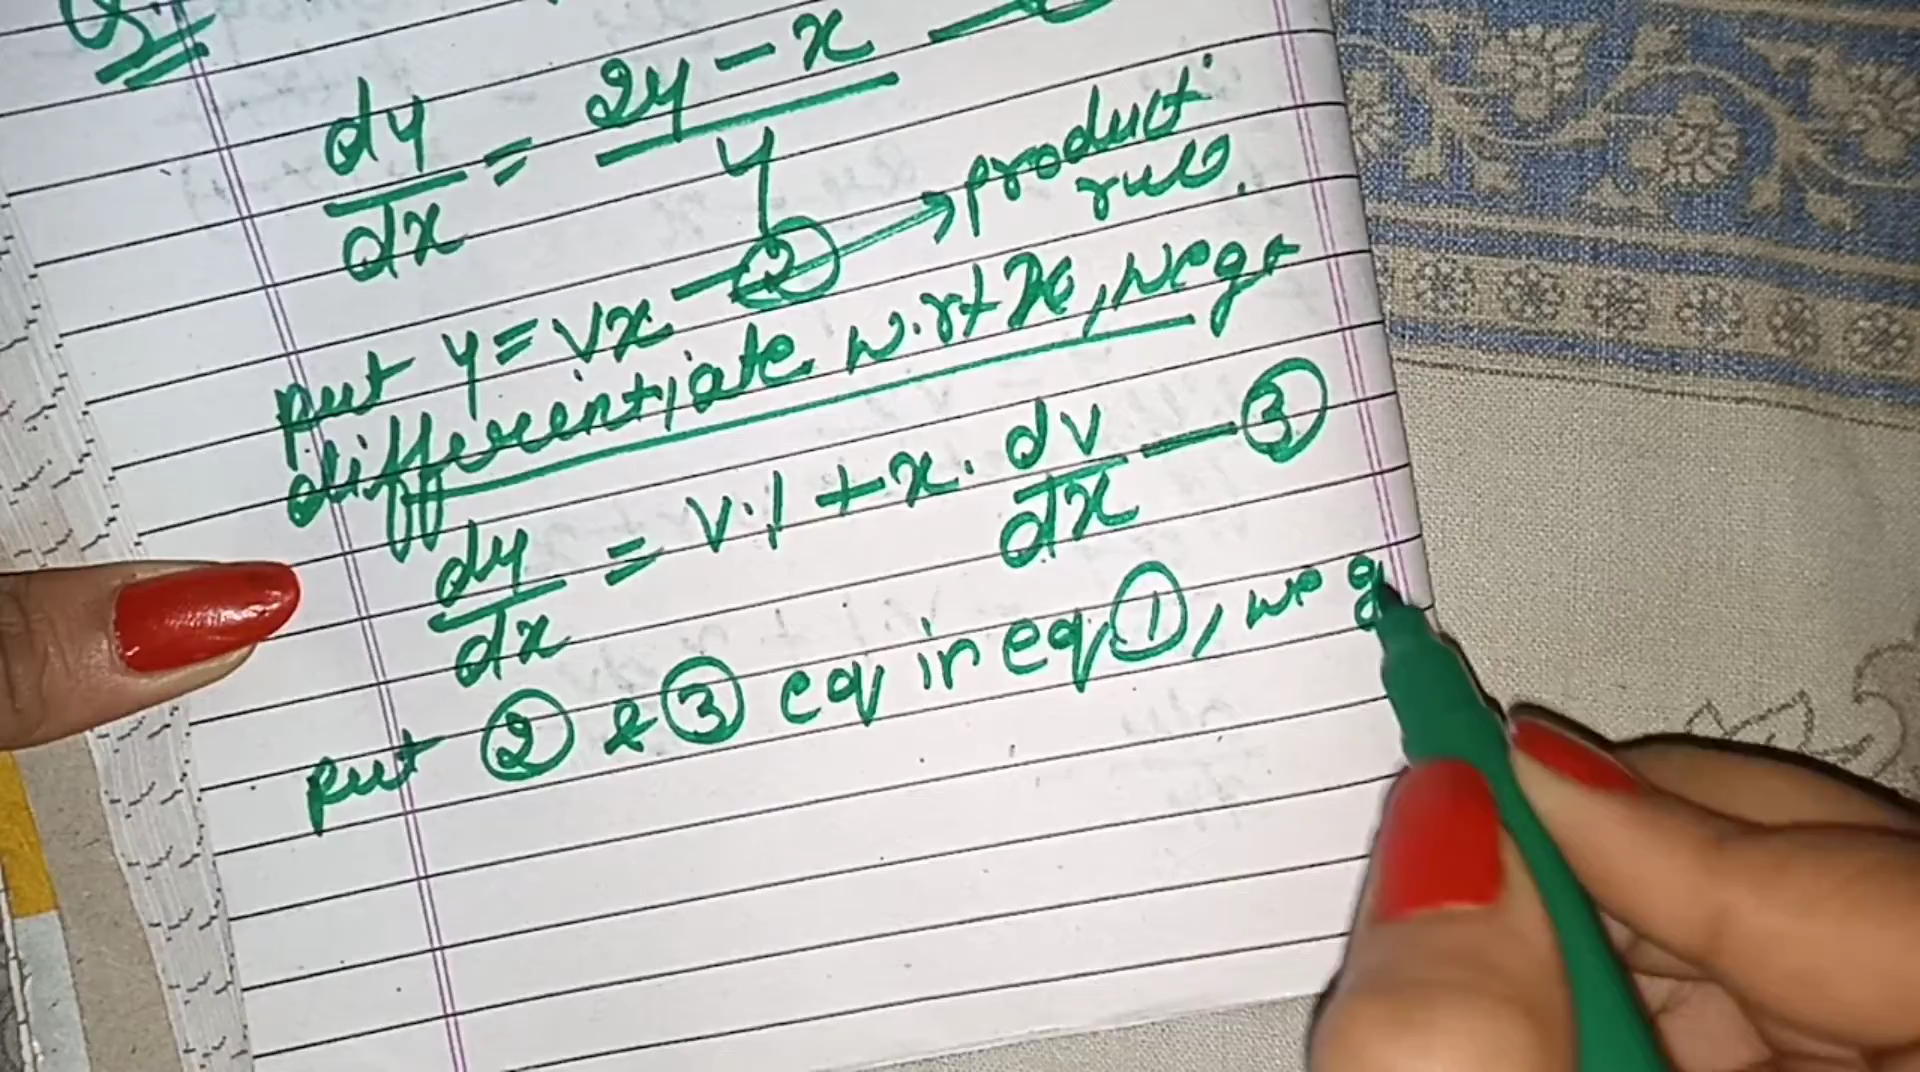 dy/dx = 2y - x / y —
put y = vx — ② → product rule.
differentiate w.r.t x, we get
dy/dx = v.1 + x. dv/dx — ③
put ② & ③ eq in eq ①, we g